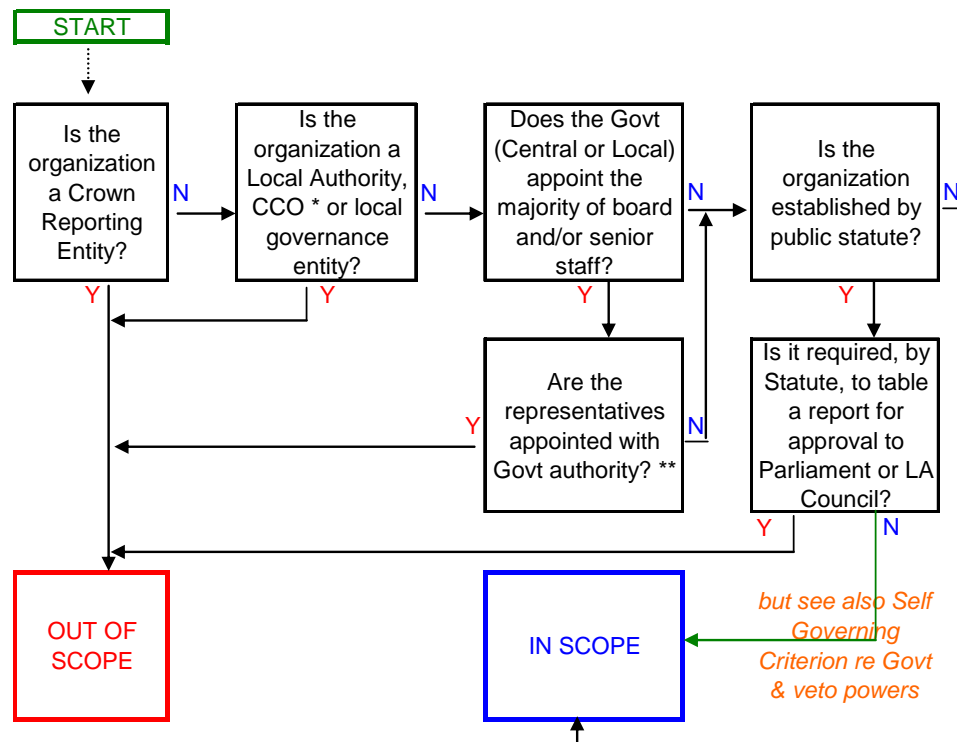 START
Is the
organization
a Crown
Reporting
Entity?
N
Y
Is the
organization a
Local Authority,
CCO * or local
governance
entity?
N
Y
Does the Govt
(Central or Local)
appoint the
majority of board
and/or senior
staff?
N
Y
Is the
organization
established by
public statute?
N
Y
Are the
representatives
appointed with
Govt authority? **
Y
N
Is it required, by
Statute, to table
a report for
approval to
Parliament or LA
Council?
Y
N
OUT OF
SCOPE
IN SCOPE
but see also Self
Governing
Criterion re Govt
& veto powers